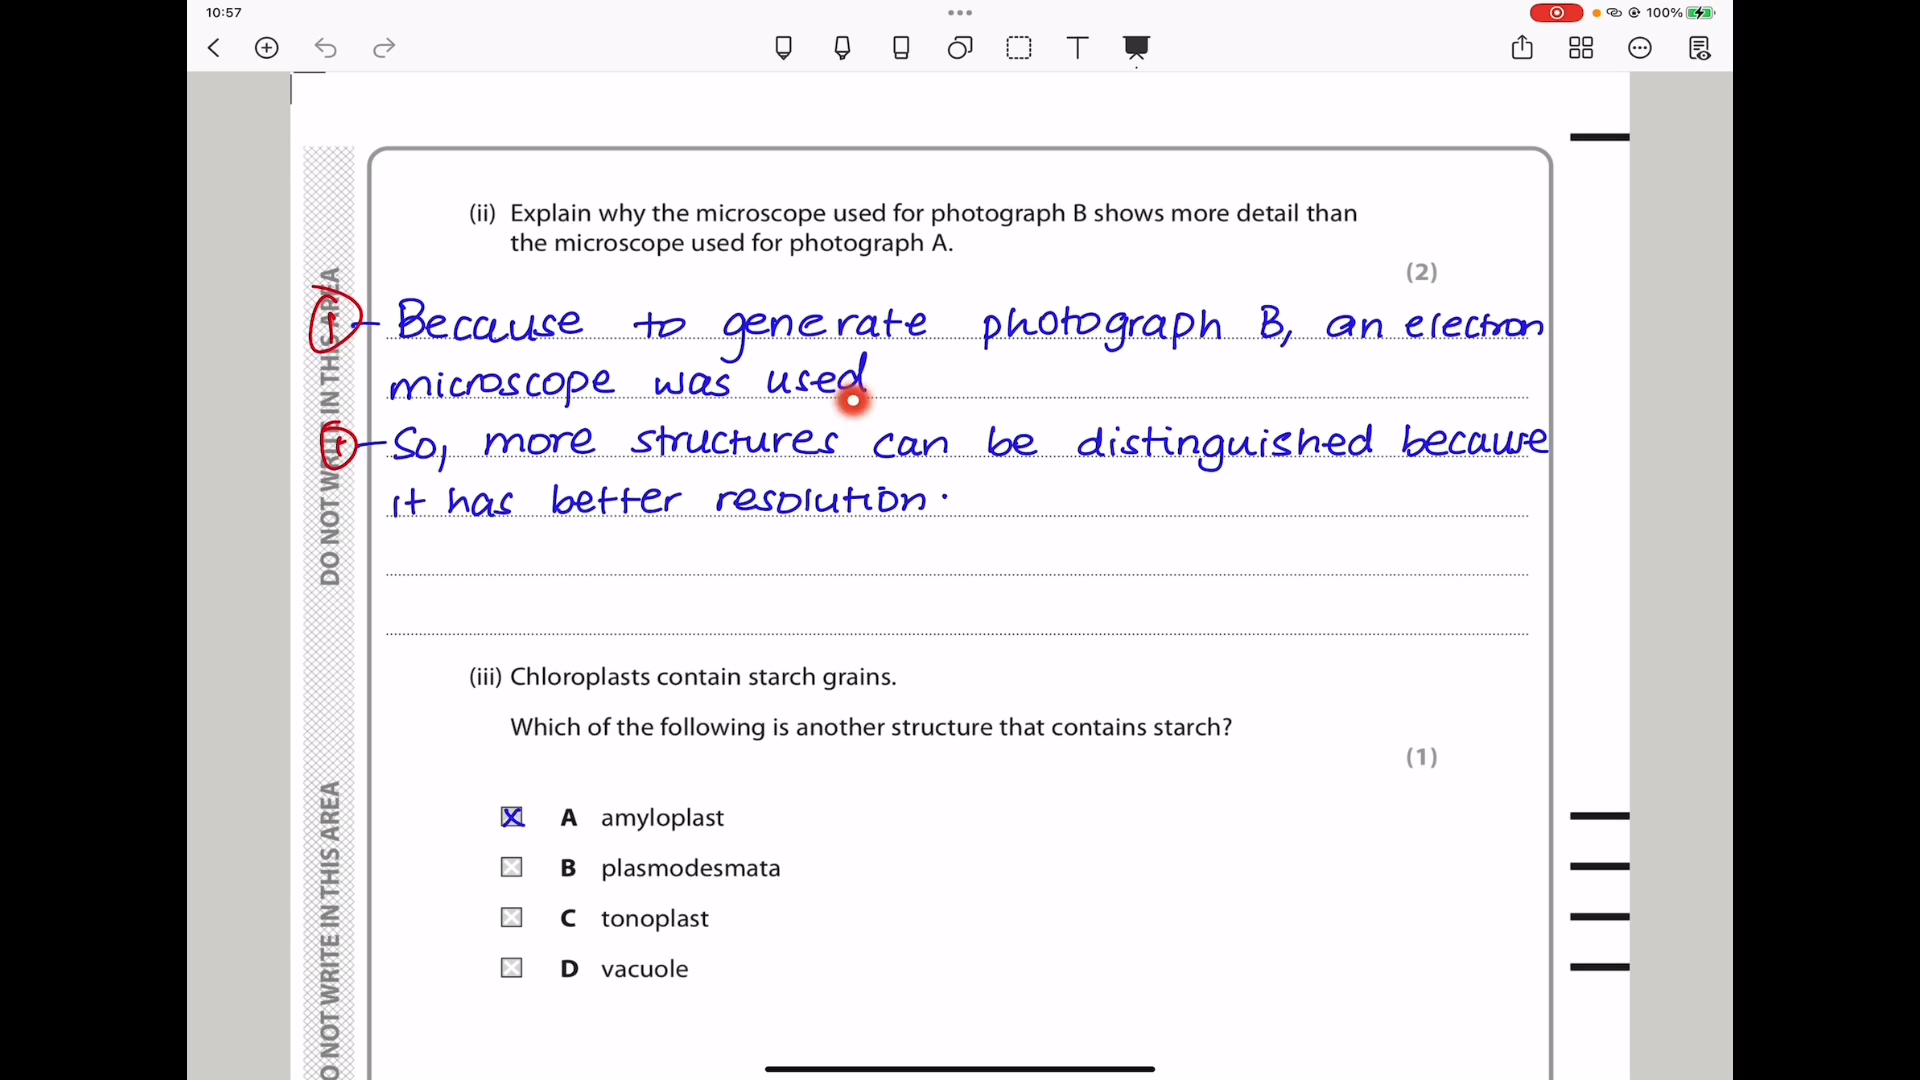 10:57
100%
(ii) Explain why the microscope used for photograph B shows more detail than
the microscope used for photograph A.
(2)
1 – Because to generate photograph B, an electron
microscope was used
1 – So, more structures can be distinguished because
it has better resolution.
(iii) Chloroplasts contain starch grains.
Which of the following is another structure that contains starch?
(1)
A amyloplast
B plasmodesmata
C tonoplast
D vacuole
DO NOT WRITE IN THIS AREA
DO NOT WRITE IN THIS AREA